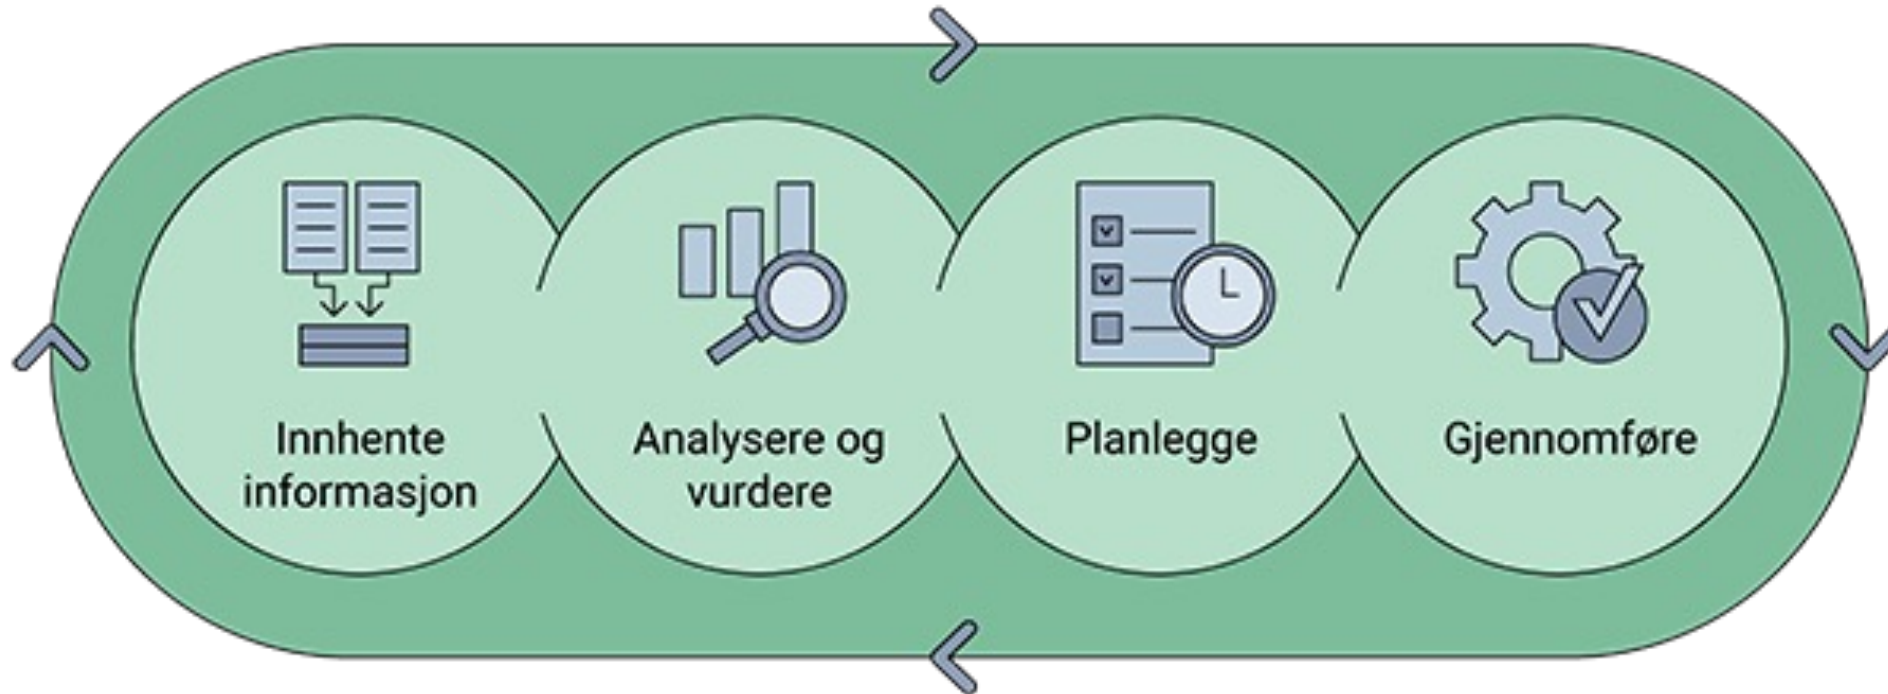 Innhente
informasjon
Analysere og
vurdere
Planlegge
Gjennomføre